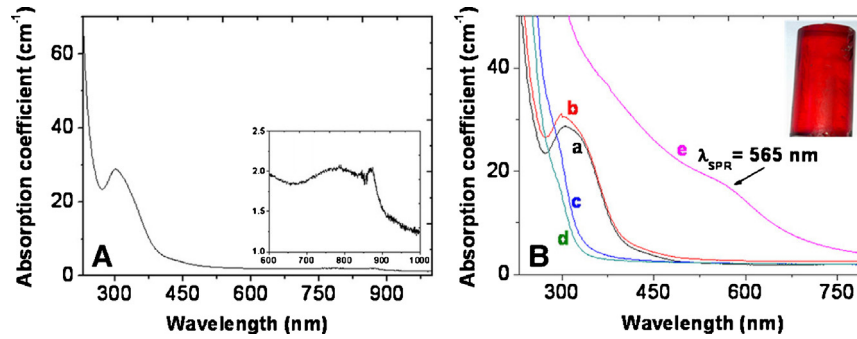 Absorption coefficient (cm⁻¹)
60
40
20
0
A
300
450
600
750
900
Wavelength (nm)
2.5
2.0
1.5
1.0
600
700
800
900
1000
Absorption coefficient (cm⁻¹)
40
20
0
B
b
a
c
d
e
λSPR= 565 nm
300
450
600
750
Wavelength (nm)